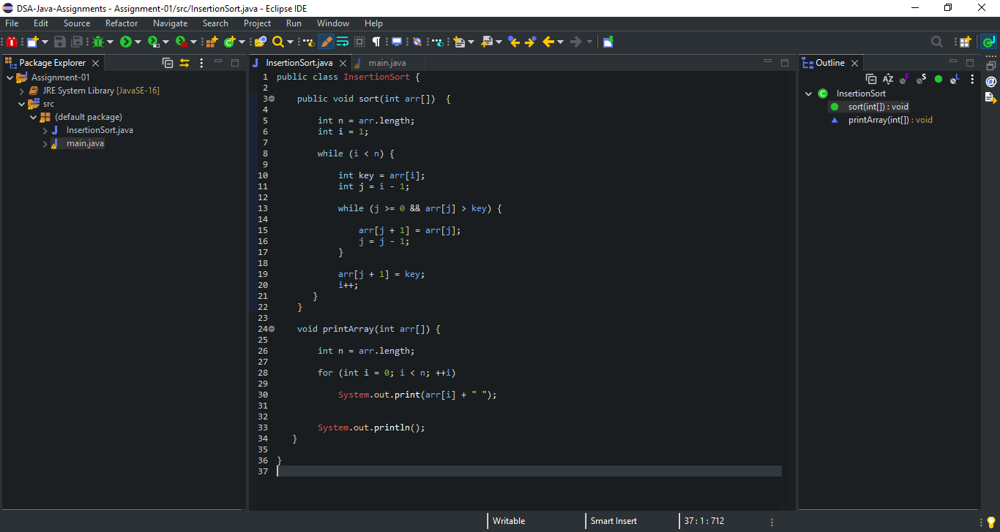 DSA-Java-Assignments - Assignment-01/src/InsertionSort.java - Eclipse IDE
File Edit Source Refactor Navigate Search Project Run Window Help
Package Explorer
Assignment-01
JRE System Library [JavaSE-16]
src
(default package)
InsertionSort.java
main.java
InsertionSort.java main.java
1 public class InsertionSort {
2
3 public void sort(int arr[]) {
4
5 int n = arr.length;
6 int i = 1;
7
8 while (i < n) {
9
10 int key = arr[i];
11 int j = i - 1;
12
13 while (j >= 0 && arr[j] > key) {
14
15 arr[j + 1] = arr[j];
16 j = j - 1;
17 }
18
19 arr[j + 1] = key;
20 i++;
21 }
22 }
23
24 void printArray(int arr[]) {
25
26 int n = arr.length;
27
28 for (int i = 0; i < n; ++i)
29
30 System.out.print(arr[i] + " ");
31
32
33 System.out.println();
34 }
35
36 }
37
Outline
InsertionSort
sort(int[]) : void
printArray(int[]) : void
Writable Smart Insert 37 : 1 : 712